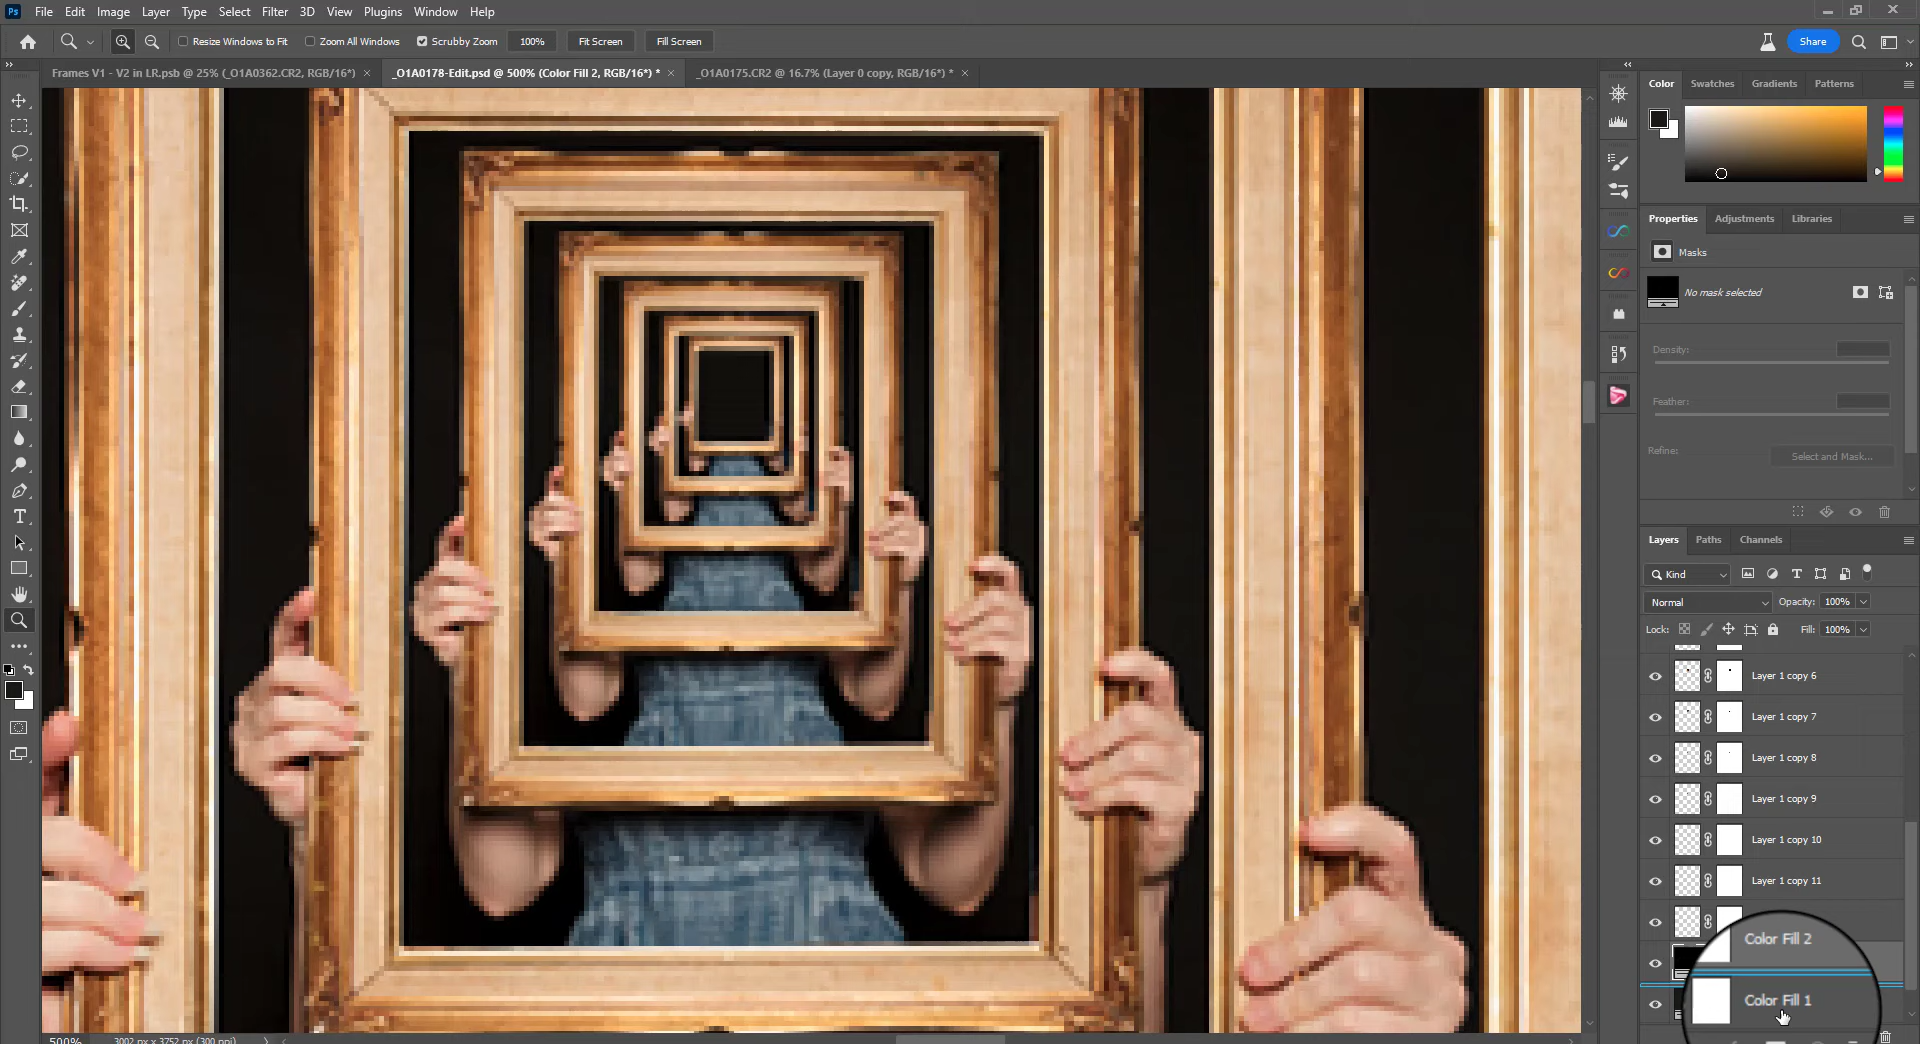 Ps File Edit Image Layer Type Select Filter 3D View Plugins Window Help
Resize Windows to Fit Zoom All Windows Scrubby Zoom 100% Fit Screen Fill Screen Share
Frames V1 - V2 in LR.psb @ 25% (_O1A0362.CR2, RGB/16*) × _O1A0178-Edit.psd @ 500% (Color Fill 2, RGB/16*) * × _O1A0175.CR2 @ 16.7% (Layer 0 copy, RGB/16*) * ×
Color Swatches Gradients Patterns
Properties Adjustments Libraries
Masks
No mask selected
Density:
Feather:
Refine: Select and Mask...
Layers Paths Channels
Kind
Normal Opacity: 100%
Lock: Fill: 100%
Layer 1 copy 6
Layer 1 copy 7
Layer 1 copy 8
Layer 1 copy 9
Layer 1 copy 10
Layer 1 copy 11
Color Fill 2
Color Fill 1
500% 3002 px x 3752 px (300 ppi)